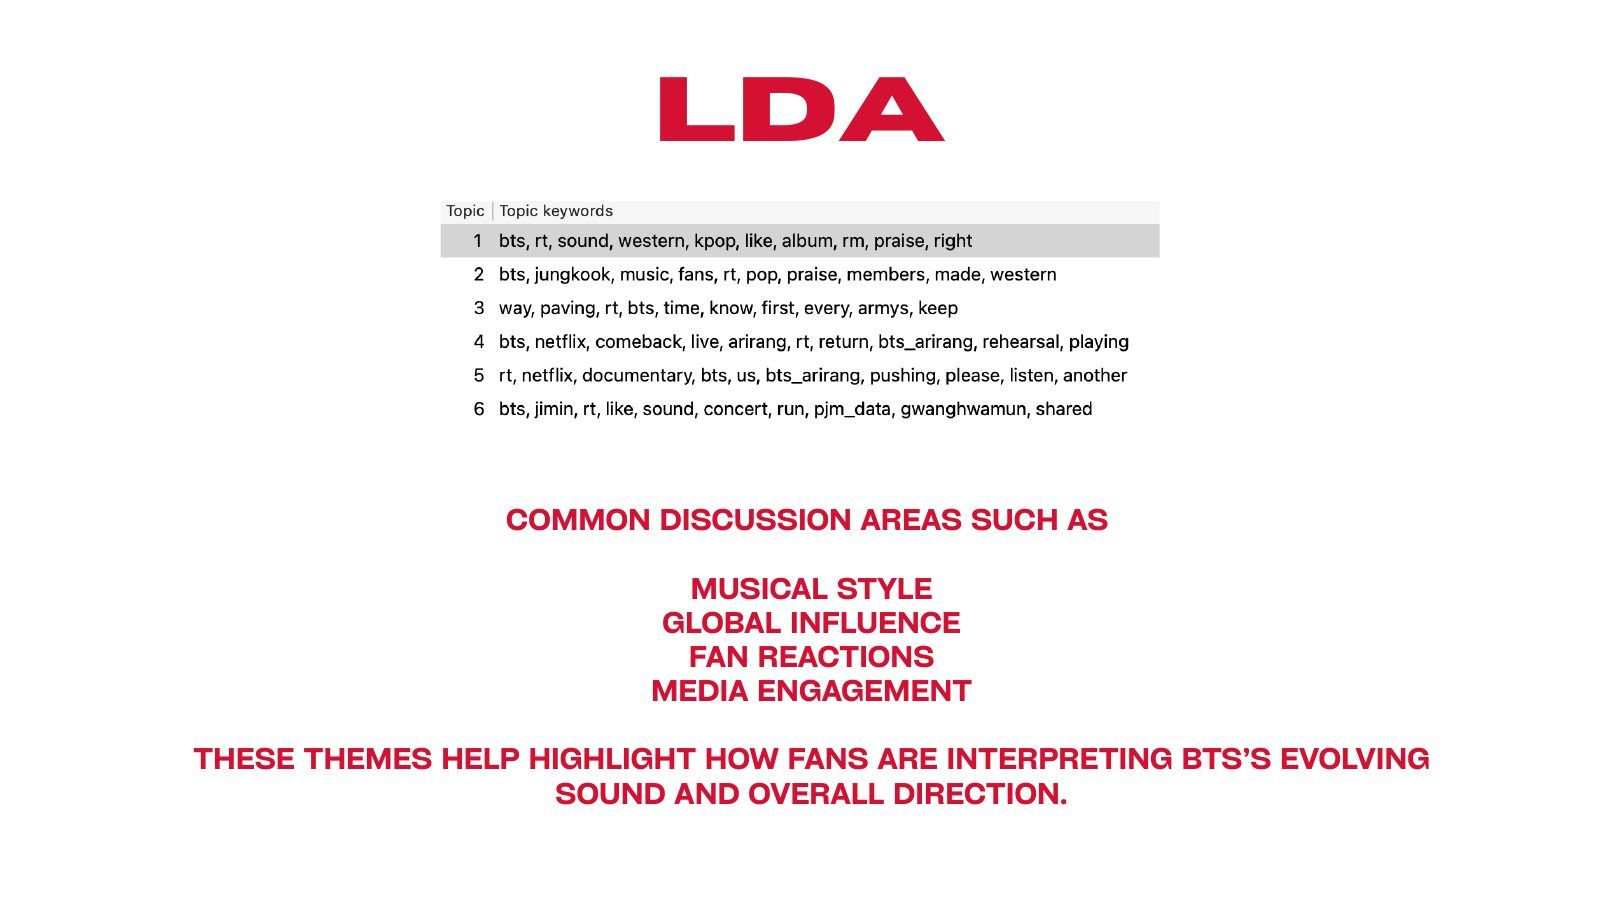 LDA
Topic Topic keywords
1 bts, rt, sound, western, kpop, like, album, rm, praise, right
2 bts, jungkook, music, fans, rt, pop, praise, members, made, western
3 way, paving, rt, bts, time, know, first, every, armys, keep
4 bts, netflix, comeback, live, arirang, rt, return, bts_arirang, rehearsal, playing
5 rt, netflix, documentary, bts, us, bts_arirang, pushing, please, listen, another
6 bts, jimin, rt, like, sound, concert, run, pjm_data, gwanghwamun, shared
COMMON DISCUSSION AREAS SUCH AS
MUSICAL STYLE
GLOBAL INFLUENCE
FAN REACTIONS
MEDIA ENGAGEMENT
THESE THEMES HELP HIGHLIGHT HOW FANS ARE INTERPRETING BTS’S EVOLVING
SOUND AND OVERALL DIRECTION.